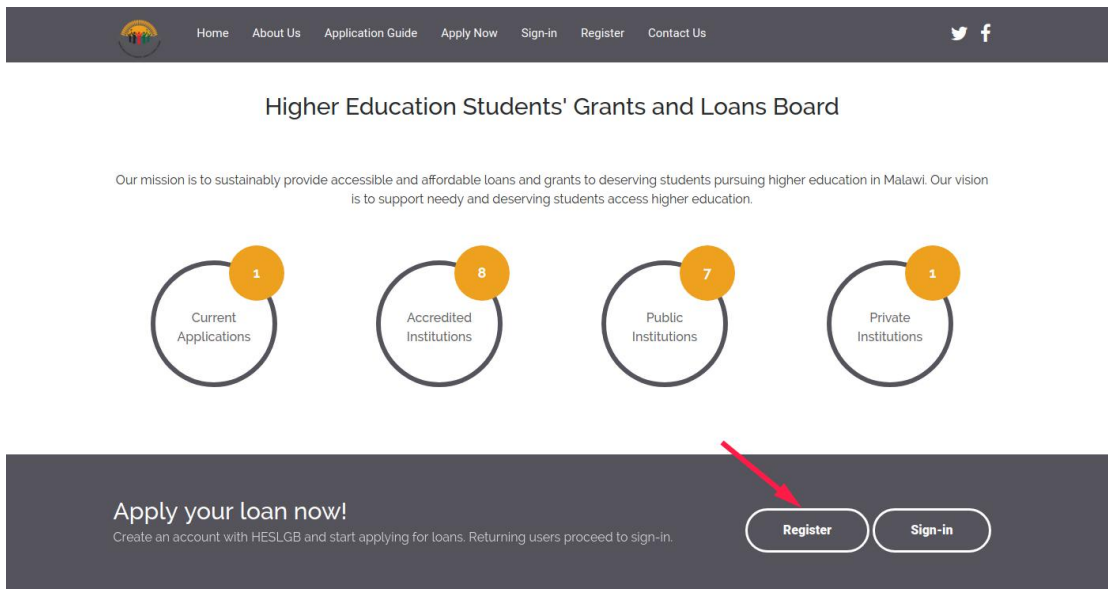 Home About Us Application Guide Apply Now Sign-in Register Contact Us
Higher Education Students' Grants and Loans Board
Our mission is to sustainably provide accessible and affordable loans and grants to deserving students pursuing higher education in Malawi. Our vision
is to support needy and deserving students access higher education.
1
Current
Applications
8
Accredited
Institutions
7
Public
Institutions
1
Private
Institutions
Apply your loan now!
Create an account with HESLGB and start applying for loans. Returning users proceed to sign-in.
Register Sign-in